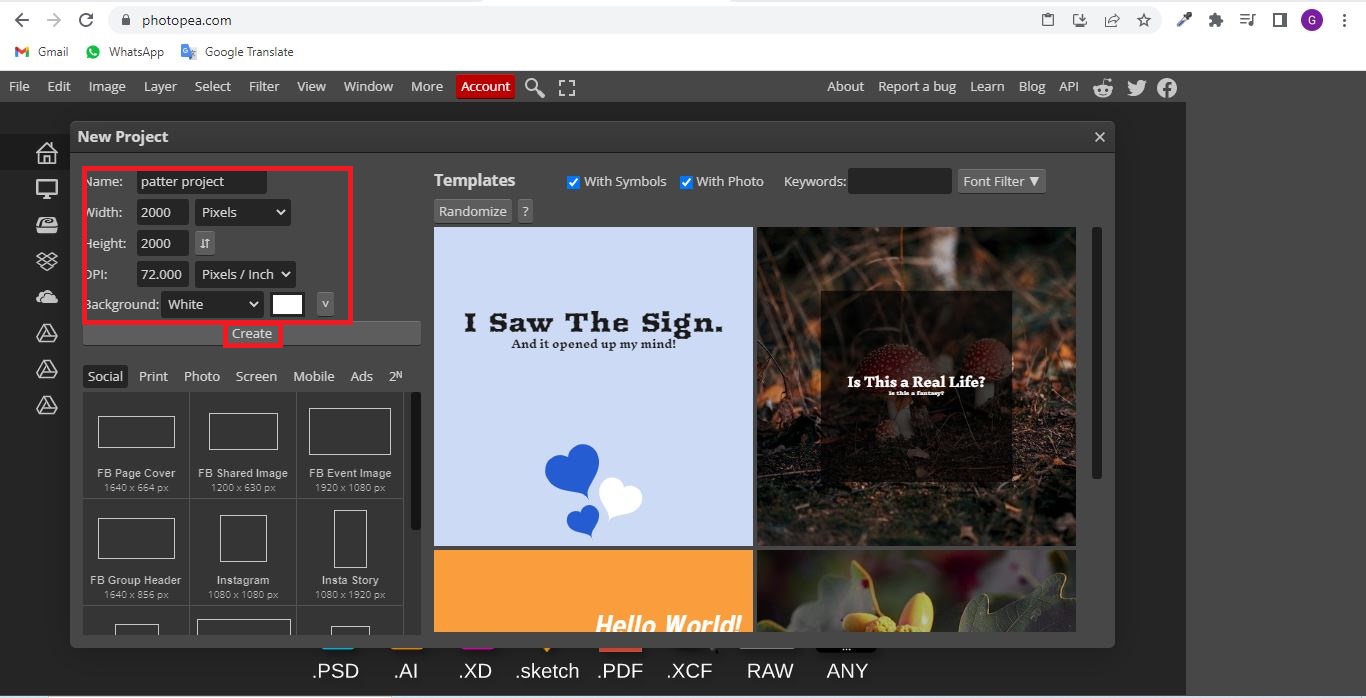 photopea.com
G
Gmail WhatsApp Google Translate
File Edit Image Layer Select Filter View Window More Account About Report a bug Learn Blog API
New Project
Name: patter project
Width: 2000 Pixels
Height: 2000
DPI: 72.000 Pixels / Inch
Background: White v
Create
Social Print Photo Screen Mobile Ads 2ᴺ
FB Page Cover
1640 x 664 px
FB Shared Image
1200 x 630 px
FB Event Image
1920 x 1080 px
FB Group Header
1640 x 856 px
Instagram
1080 x 1080 px
Insta Story
1080 x 1920 px
Templates With Symbols With Photo Keywords: Font Filter ▼
Randomize ?
I Saw The Sign.
And it opened up my mind!
Is This a Real Life?
Is this a fantasy?
Hello World!
.PSD .AI .XD .sketch .PDF .XCF RAW ANY